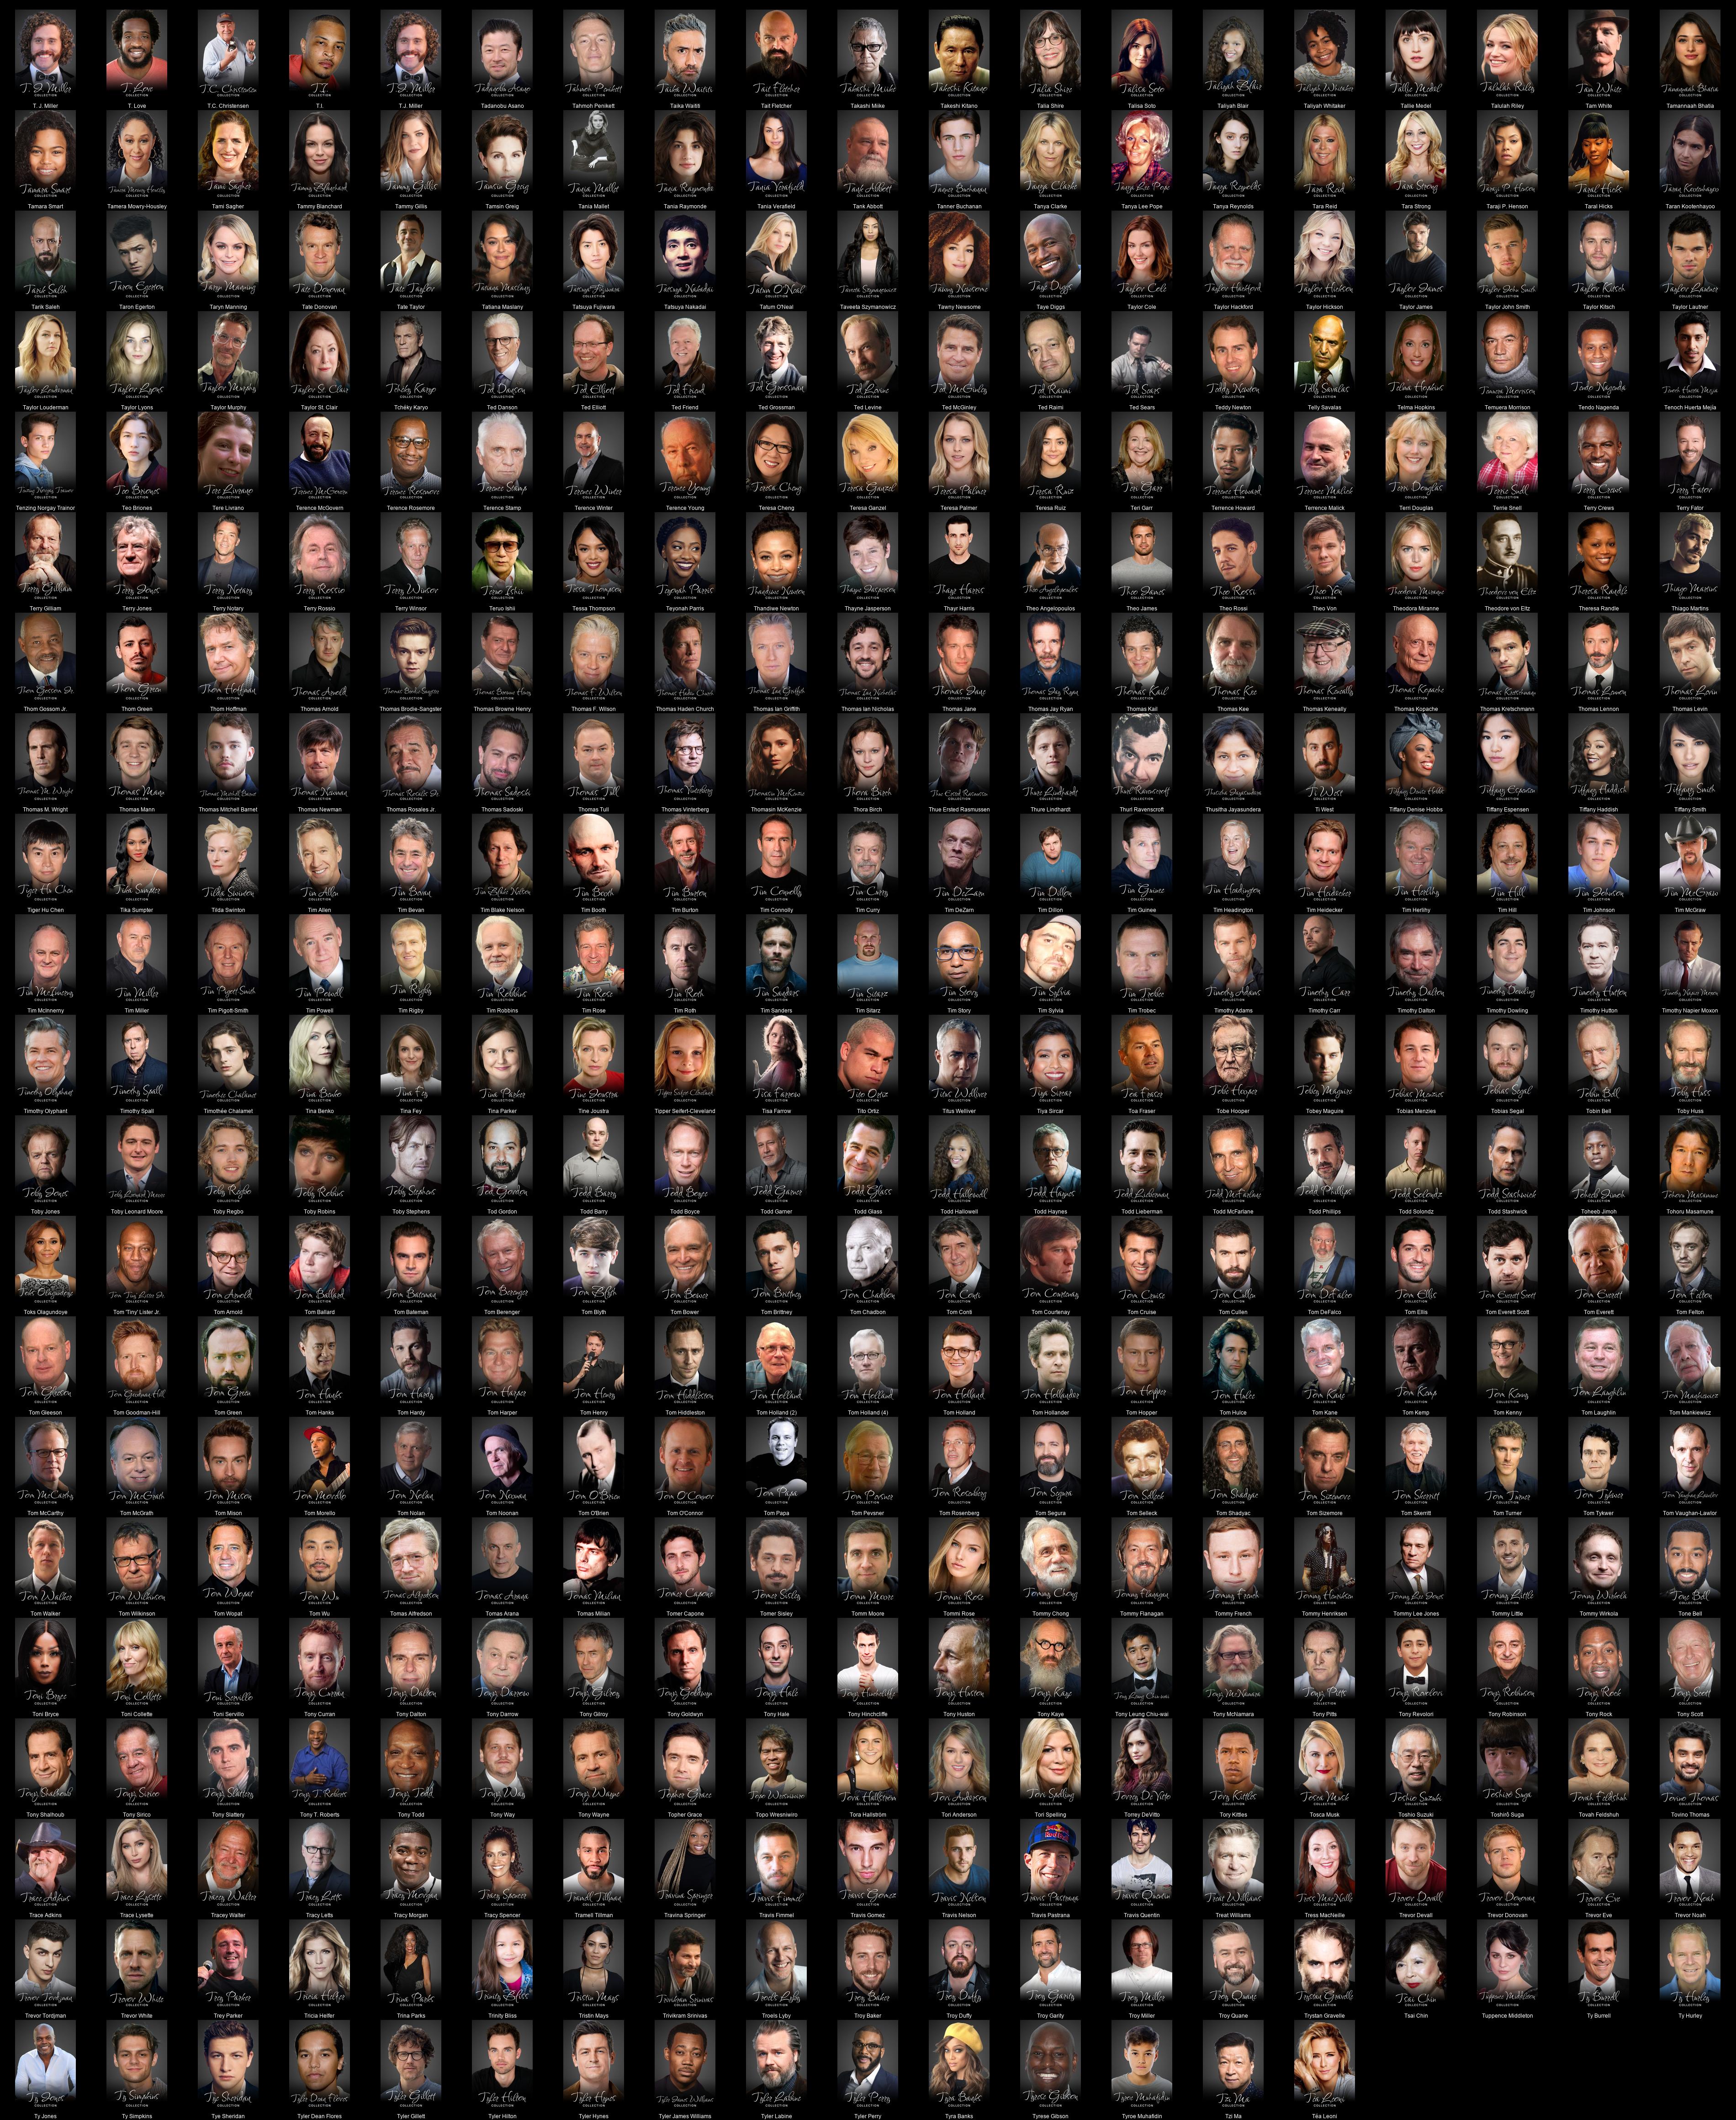 T. J. Miller T. Love T.C. Christensen T.I. T.J. Miller Tadanobu Asano Tahmoh Penikett Taika Waititi Tait Fletcher Takashi Miike Takeshi Kitano Talia Shire Talisa Soto Taliyah Blair Taliyah Whitaker Tallie Medel Talulah Riley Tam White Tamannaah Bhatia
Tamara Smart Tamera Mowry-Housley Tami Sagher Tammy Blanchard Tammy Gillis Tamsin Greig Tania Mallet Tania Raymonde Tania Verafield Tank Abbott Tanner Buchanan Tanya Clarke Tanya Lee Pope Tanya Reynolds Tara Reid Tara Strong Taraji P. Henson Taral Hicks Taran Kootenhayoo
Tarik Saleh Taron Egerton Taryn Manning Tate Donovan Tate Taylor Tatiana Maslany Tatsuya Fujiwara Tatsuya Nakadai Tatum O'Neal Taveeta Szymanowicz Tawny Newsome Taye Diggs Taylor Cole Taylor Hackford Taylor Hickson Taylor James Taylor John Smith Taylor Kitsch Taylor Lautner
Taylor Louderman Taylor Lyons Taylor Murphy Taylor St. Clair Tchéky Karyo Ted Danson Ted Elliott Ted Friend Ted Grossman Ted Levine Ted McGinley Ted Raimi Ted Sears Teddy Newton Telly Savalas Telma Hopkins Temuera Morrison Tendo Nagenda Tenoch Huerta Mejía
Tenzing Norgay Trainor Teo Briones Tere Livrano Terence McGovern Terence Rosemore Terence Stamp Terence Winter Terence Young Teresa Cheng Teresa Ganzel Teresa Palmer Teresa Ruiz Teri Garr Terrence Howard Terrence Malick Terri Douglas Terrie Snell Terry Crews Terry Fator
Terry Gilliam Terry Jones Terry Notary Terry Rossio Terry Winsor Teruo Ishii Tessa Thompson Teyonah Parris Thandiwe Newton Thayne Jasperson Thayr Harris Theo Angelopoulos Theo James Theo Rossi Theo Von Theodora Miranne Theodore von Eltz Theresa Randle Thiago Martins
Thom Gossom Jr. Thom Green Thom Hoffman Thomas Arnold Thomas Brodie-Sangster Thomas Browne Henry Thomas F. Wilson Thomas Haden Church Thomas Ian Griffith Thomas Ian Nicholas Thomas Jane Thomas Jay Ryan Thomas Kail Thomas Kee Thomas Keneally Thomas Kopache Thomas Kretschmann Thomas Lennon Thomas Levin
Thomas M. Wright Thomas Mann Thomas Mitchell Barnet Thomas Newman Thomas Rosales Jr. Thomas Sadoski Thomas Tull Thomas Vinterberg Thomasin McKenzie Thora Birch Thue Ersted Rasmussen Thure Lindhardt Thurl Ravenscroft Thusitha Jayasundera Ti West Tiffany Denise Hobbs Tiffany Espensen Tiffany Haddish Tiffany Smith
Tiger Hu Chen Tika Sumpter Tilda Swinton Tim Allen Tim Bevan Tim Blake Nelson Tim Booth Tim Burton Tim Connolly Tim Curry Tim DeZarn Tim Dillon Tim Guinee Tim Headington Tim Heidecker Tim Herlihy Tim Hill Tim Johnson Tim McGraw
Tim McInnerny Tim Miller Tim Pigott-Smith Tim Powell Tim Rigby Tim Robbins Tim Rose Tim Roth Tim Sanders Tim Sitarz Tim Story Tim Sylvia Tim Trobec Timothy Adams Timothy Carr Timothy Dalton Timothy Dowling Timothy Hutton Timothy Napier Moxon
Timothy Olyphant Timothy Spall Timothée Chalamet Tina Benko Tina Fey Tina Parker Tine Joustra Tipper Seifert-Cleveland Tisa Farrow Tito Ortiz Titus Welliver Tiya Sircar Toa Fraser Tobe Hooper Tobey Maguire Tobias Menzies Tobias Segal Tobin Bell Toby Huss
Toby Jones Toby Leonard Moore Toby Regbo Toby Robins Toby Stephens Tod Gordon Todd Barry Todd Boyce Todd Garner Todd Glass Todd Hallowell Todd Haynes Todd Lieberman Todd McFarlane Todd Phillips Todd Solondz Todd Stashwick Toheeb Jimoh Tohoru Masamune
Toks Olagundoye Tom 'Tiny' Lister Jr. Tom Arnold Tom Ballard Tom Bateman Tom Berenger Tom Blyth Tom Bower Tom Brittney Tom Chadbon Tom Conti Tom Courtenay Tom Cruise Tom Cullen Tom DeFalco Tom Ellis Tom Everett Scott Tom Everett Tom Felton
Tom Gleeson Tom Goodman-Hill Tom Green Tom Hanks Tom Hardy Tom Harper Tom Henry Tom Hiddleston Tom Holland (2) Tom Holland (4) Tom Holland Tom Hollander Tom Hopper Tom Hulce Tom Kane Tom Kemp Tom Kenny Tom Laughlin Tom Mankiewicz
Tom McCarthy Tom McGrath Tom Mison Tom Morello Tom Nolan Tom Noonan Tom O'Brien Tom O'Connor Tom Papa Tom Pevsner Tom Rosenberg Tom Segura Tom Selleck Tom Shadyac Tom Sizemore Tom Skerritt Tom Turner Tom Tykwer Tom Vaughan-Lawlor
Tom Walker Tom Wilkinson Tom Wopat Tom Wu Tomas Alfredson Tomas Arana Tomas Milian Tomer Capone Tomer Sisley Tomm Moore Tommi Rose Tommy Chong Tommy Flanagan Tommy French Tommy Henriksen Tommy Lee Jones Tommy Little Tommy Wirkola Tone Bell
Toni Bryce Toni Collette Toni Servillo Tony Curran Tony Dalton Tony Darrow Tony Gilroy Tony Goldwyn Tony Hale Tony Hinchcliffe Tony Huston Tony Kaye Tony Leung Chiu-wai Tony McNamara Tony Pitts Tony Revolori Tony Robinson Tony Rock Tony Scott
Tony Shalhoub Tony Sirico Tony Slattery Tony T. Roberts Tony Todd Tony Way Tony Wayne Topher Grace Topo Wresniwiro Tora Hallström Tori Anderson Tori Spelling Torrey DeVitto Tory Kittles Tosca Musk Toshio Suzuki Toshirô Suga Tovah Feldshuh Tovino Thomas
Trace Adkins Trace Lysette Tracey Walter Tracy Letts Tracy Morgan Tracy Spencer Tramell Tillman Travina Springer Travis Fimmel Travis Gomez Travis Nelson Travis Pastrana Travis Quentin Treat Williams Tress MacNeille Trevor Devall Trevor Donovan Trevor Eve Trevor Noah
Trevor Tordjman Trevor White Trey Parker Tricia Helfer Trina Parks Trinity Bliss Tristin Mays Trivikram Srinivas Troels Lyby Troy Baker Troy Duffy Troy Garity Troy Miller Troy Quane Trystan Gravelle Tsai Chin Tuppence Middleton Ty Burrell Ty Hurley
Ty Jones Ty Simpkins Tye Sheridan Tyler Dean Flores Tyler Gillett Tyler Hilton Tyler Hynes Tyler James Williams Tyler Labine Tyler Perry Tyra Banks Tyrese Gibson Tyroe Muhafidin Tzi Ma Téa Leoni